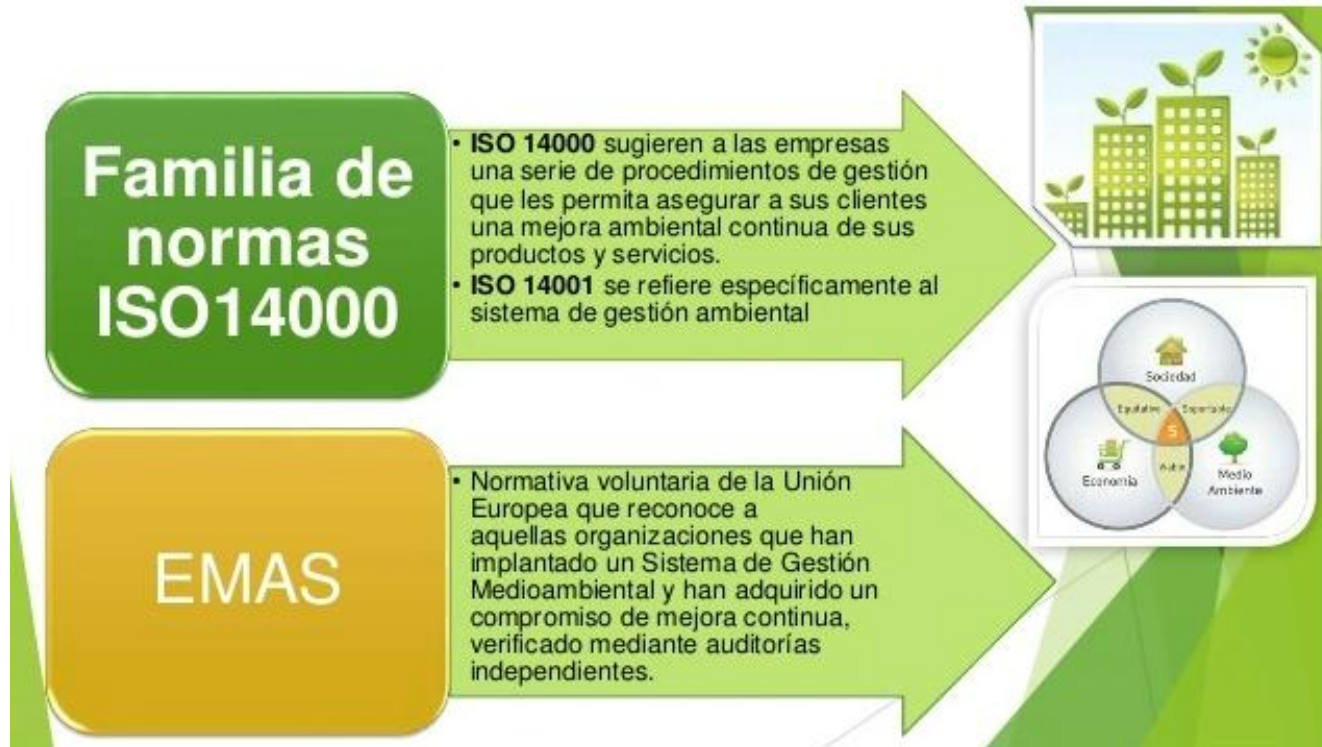 Familia de
normas
ISO14000
• ISO 14000 sugieren a las empresas
una serie de procedimientos de gestión
que les permita asegurar a sus clientes
una mejora ambiental continua de sus
productos y servicios.
• ISO 14001 se refiere específicamente al
sistema de gestión ambiental
EMAS
• Normativa voluntaria de la Unión
Europea que reconoce a
aquellas organizaciones que han
implantado un Sistema de Gestión
Medioambiental y han adquirido un
compromiso de mejora continua,
verificado mediante auditorías
independientes.
Sociedad
Equitativo Soportable
S
Viable
Economía
Medio
Ambiente